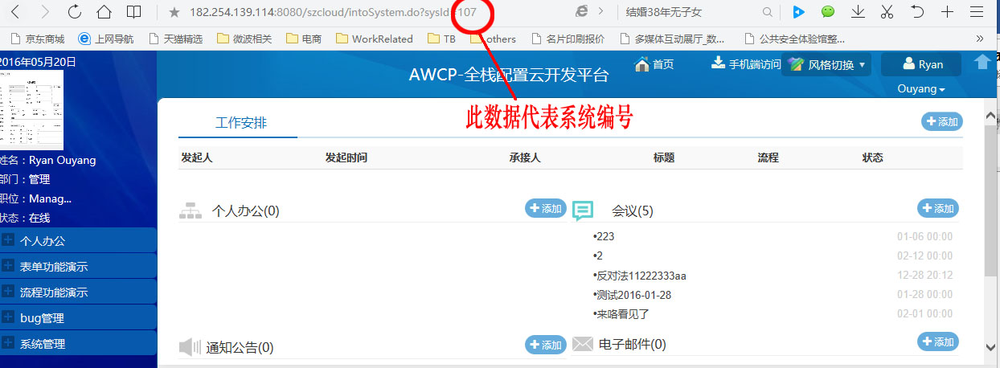 182.254.139.114:8080/szcloud/intoSystem.do?sysId=107
结婚38年无子女
京东商城 上网导航 天猫精选 微波相关 电商 WorkRelated TB others 名片印刷报价 多媒体互动展厅_数... 公共安全体验馆整... »
2016年05月20日
AWCP-全栈配置云开发平台
首页 手机端访问 风格切换 Ryan Ouyang
此数据代表系统编号
姓名：Ryan Ouyang
部门：管理
职位：Manag...
状态：在线
个人办公
表单功能演示
流程功能演示
bug管理
系统管理
工作安排 添加
发起人 发起时间 承接人 标题 流程 状态
个人办公(0) 添加
会议(5) 添加
•223 01-06 00:00
•2 02-12 00:00
•反对法11222333aa 12-28 20:12
•测试2016-01-28 01-28 00:00
•来咯看见了 02-01 00:00
通知公告(0) 添加
电子邮件(0) 添加